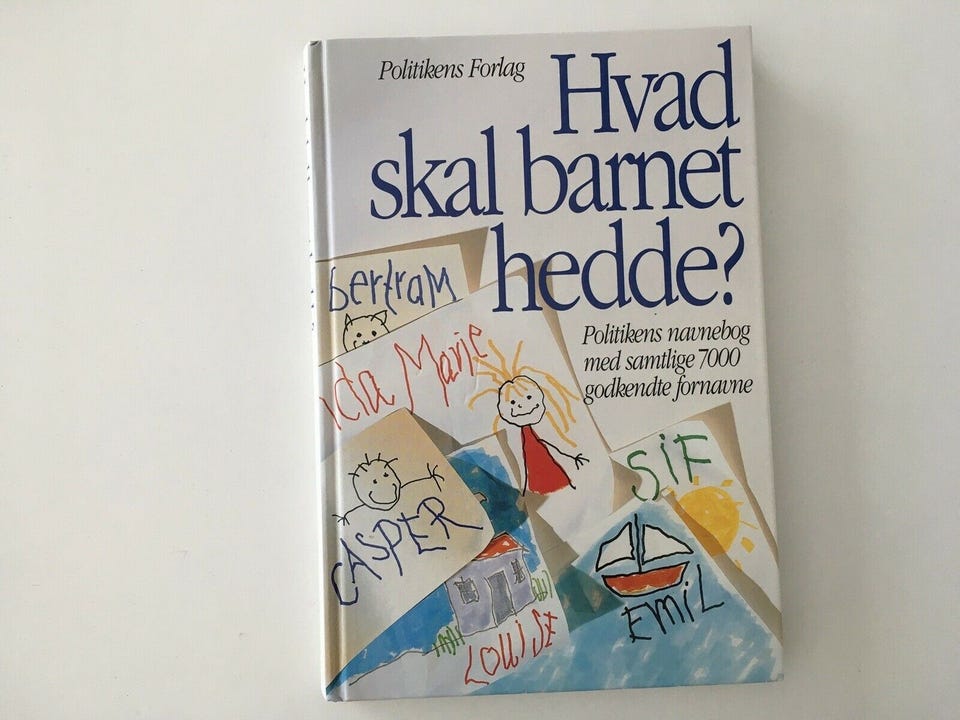 Politikens Forlag
Hvad
skal barnet
hedde?
Politikens navnebog
med samtlige 7000
godkendte fornavne
bertraM
Ida Marie
SiF
CASPER
EmiL
LOUISE